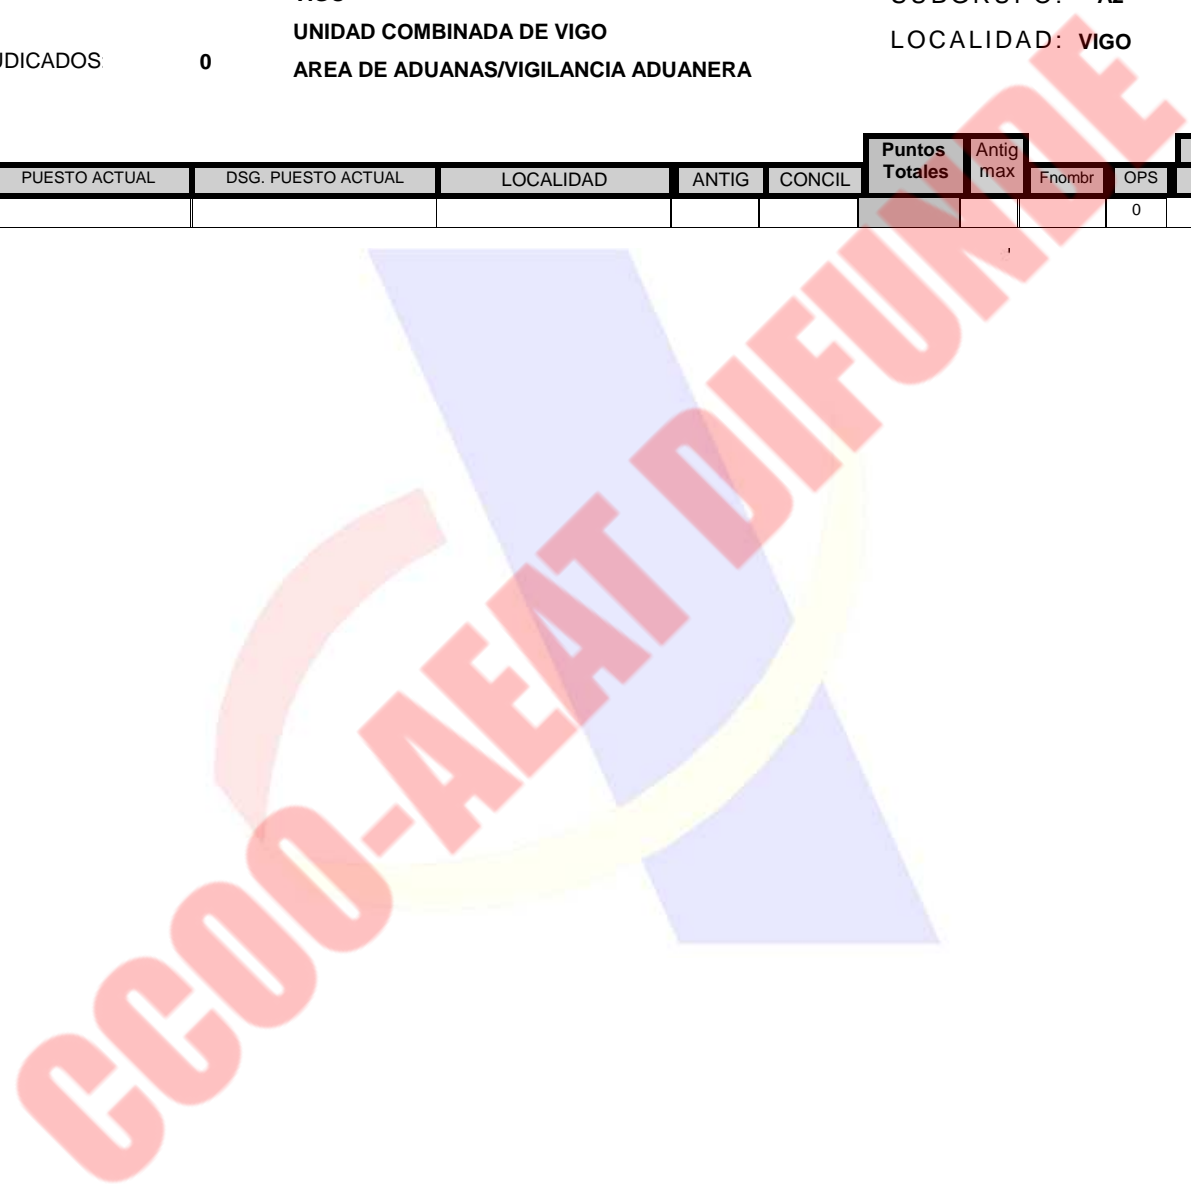 UNIDAD COMBINADA DE VIGO
LOCALIDAD: VIGO
0
AREA DE ADUANAS/VIGILANCIA ADUANERA
PUESTO ACTUAL DSG. PUESTO ACTUAL LOCALIDAD ANTIG CONCIL Puntos Totales Antig max Fnombr OPS
0
CCOO-AEAT DIFUNDE